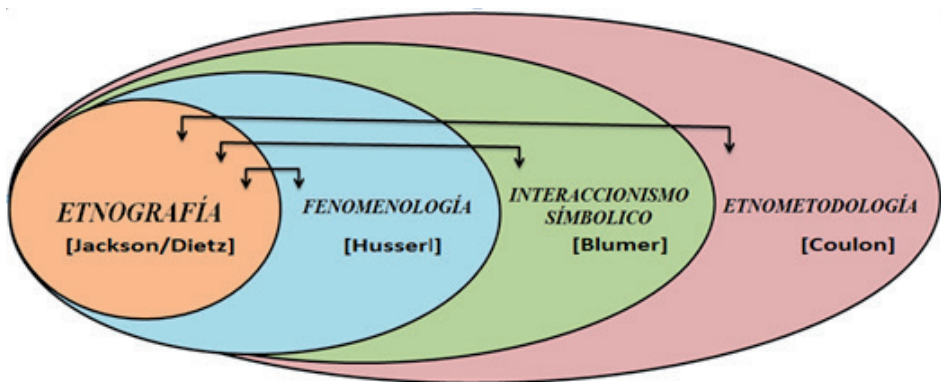 ETNOGRAFÍA
[Jackson/Dietz]
FENOMENOLOGÍA
[Husserl]
INTERACCIONISMO
SÍMBOLICO
[Blumer]
ETNOMETODOLOGÍA
[Coulon]